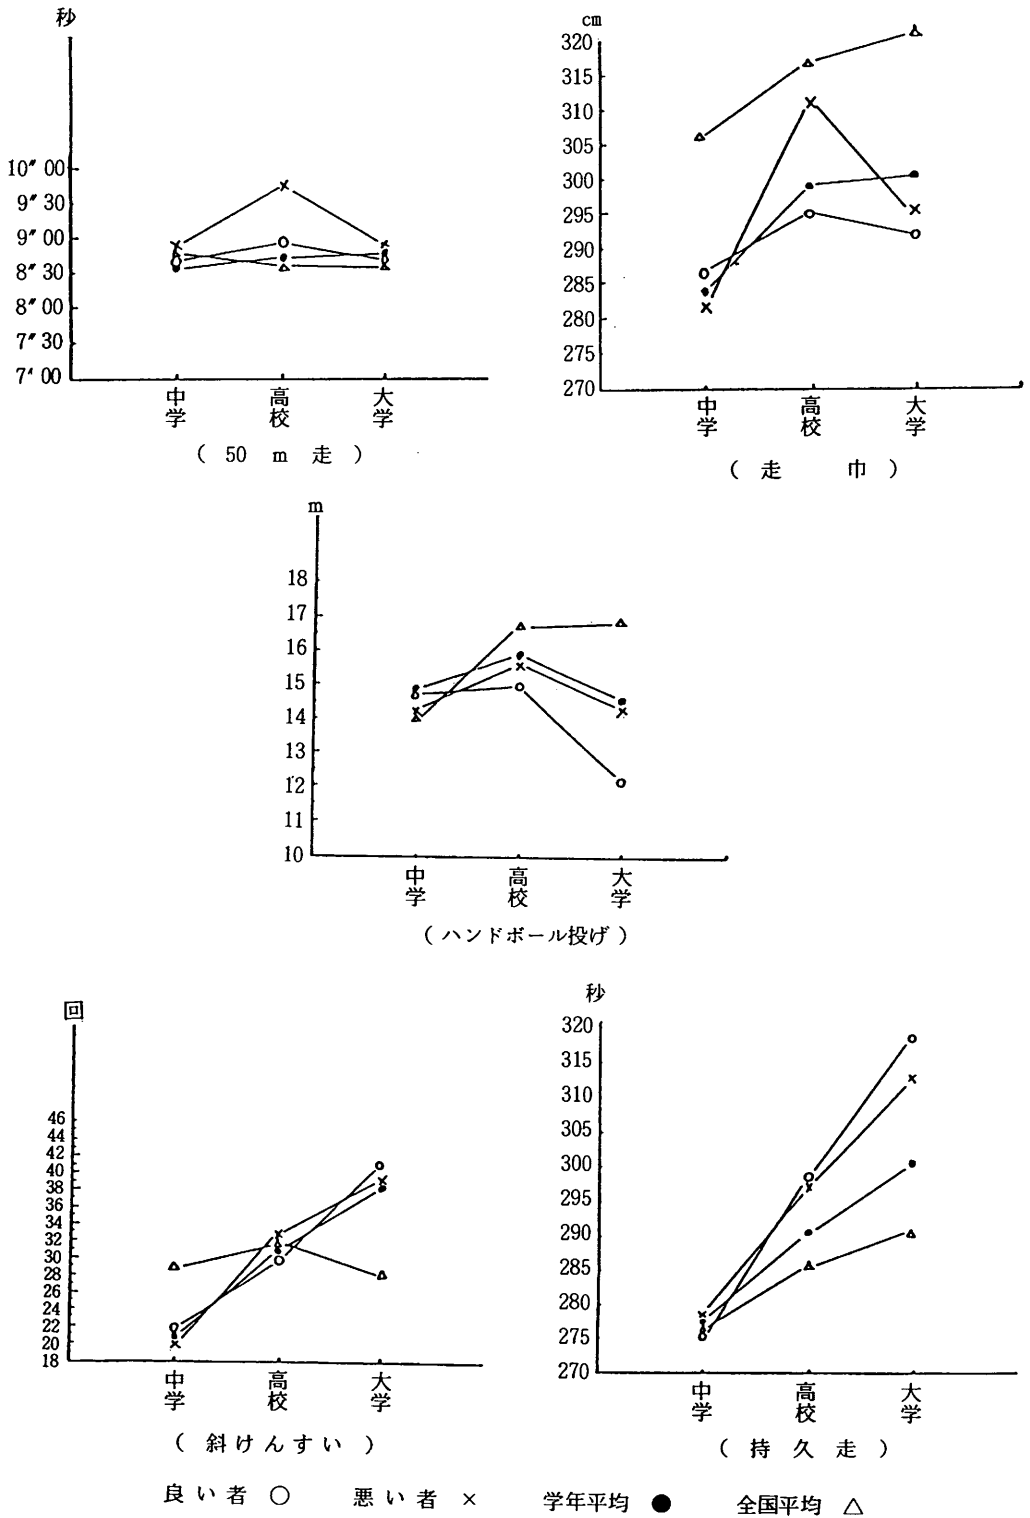 秒
10″00
9″30
9″00
8″30
8″00
7″30
7′00
中学
高校
大学
( 50 m 走 )
cm
320
315
310
305
300
295
290
285
280
275
270
中学
高校
大学
( 走 巾 )
m
18
17
16
15
14
13
12
11
10
中学
高校
大学
( ハンドボール投げ )
回
46
44
42
40
38
36
34
32
30
28
26
24
22
20
18
中学
高校
大学
( 斜けんすい )
秒
320
315
310
305
300
295
290
285
280
275
270
中学
高校
大学
( 持久走 )
良い者 ○ 悪い者 × 学年平均 ● 全国平均 △